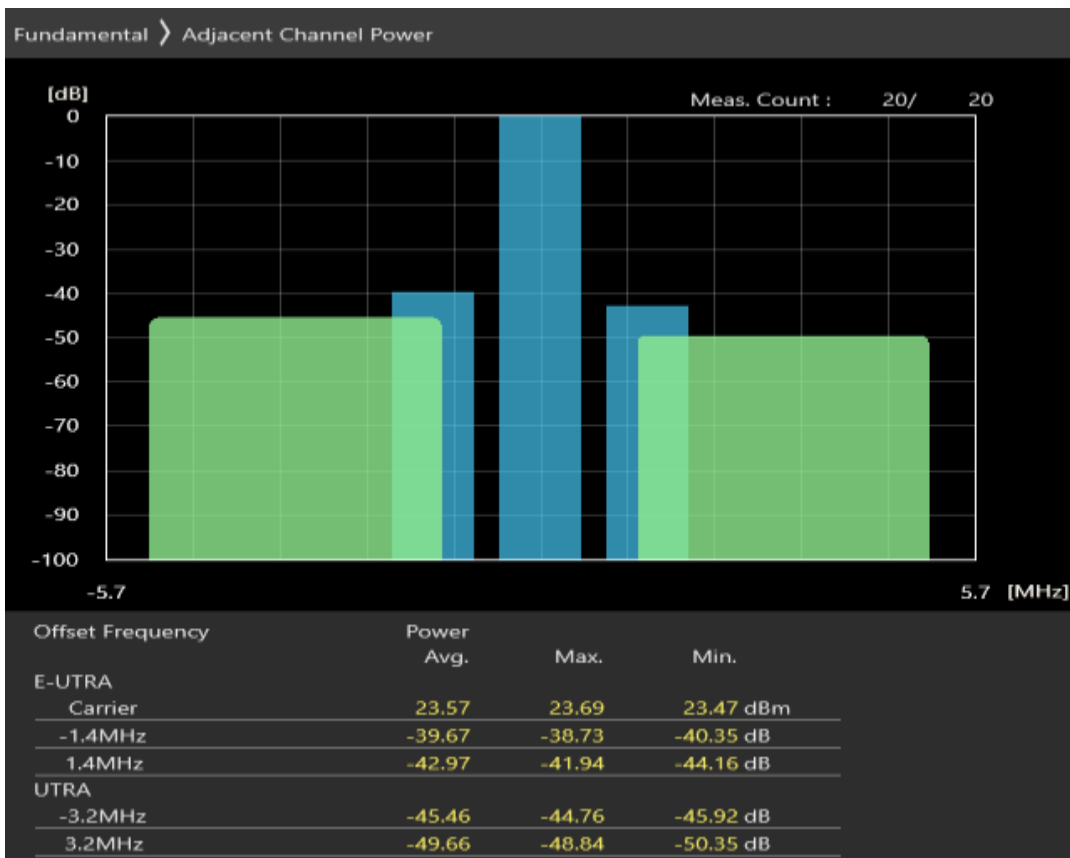 Fundamental 〉 Adjacent Channel Power
[dB]
Meas. Count : 20/ 20
0
-10
-20
-30
-40
-50
-60
-70
-80
-90
-100
-5.7 5.7 [MHz]
Offset Frequency Power
Avg. Max. Min.
E-UTRA
Carrier 23.57 23.69 23.47 dBm
-1.4MHz -39.67 -38.73 -40.35 dB
1.4MHz -42.97 -41.94 -44.16 dB
UTRA
-3.2MHz -45.46 -44.76 -45.92 dB
3.2MHz -49.66 -48.84 -50.35 dB